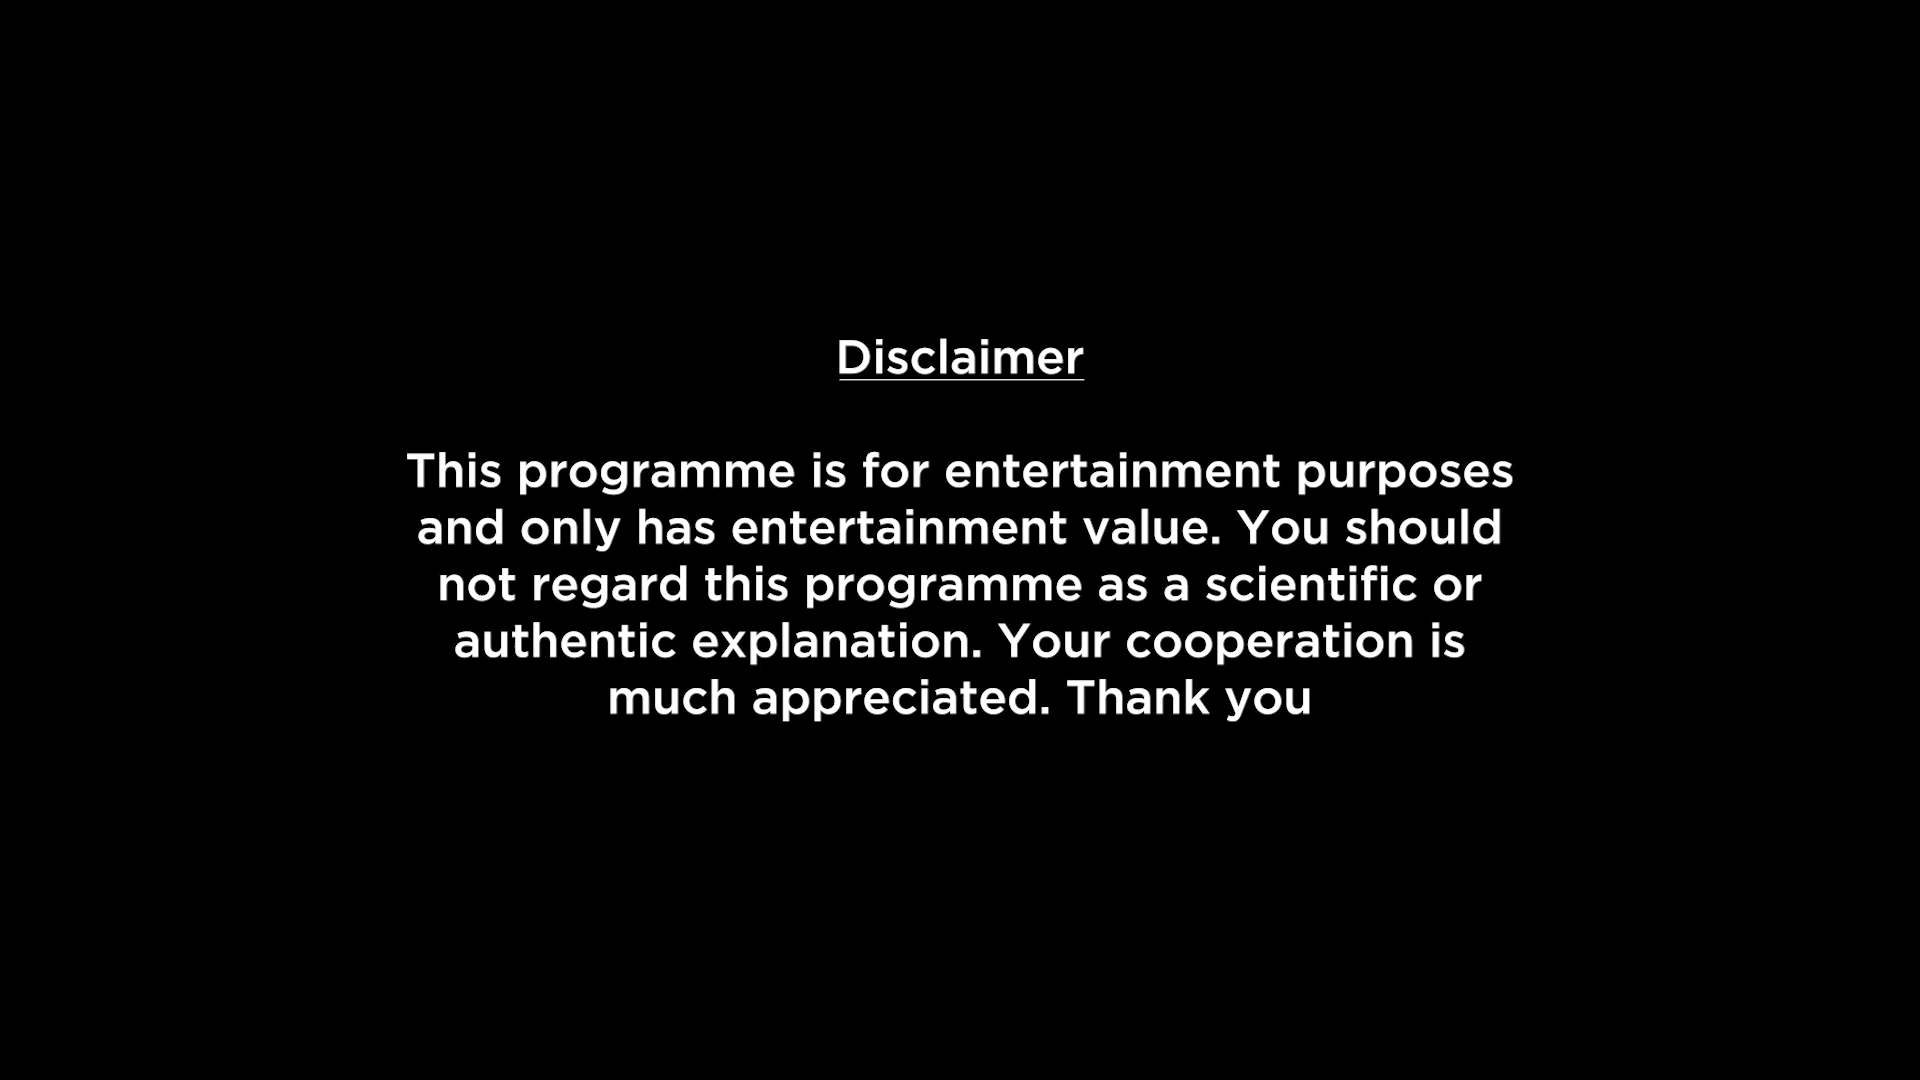 Disclaimer
This programme is for entertainment purposes
and only has entertainment value. You should
not regard this programme as a scientific or
authentic explanation. Your cooperation is
much appreciated. Thank you